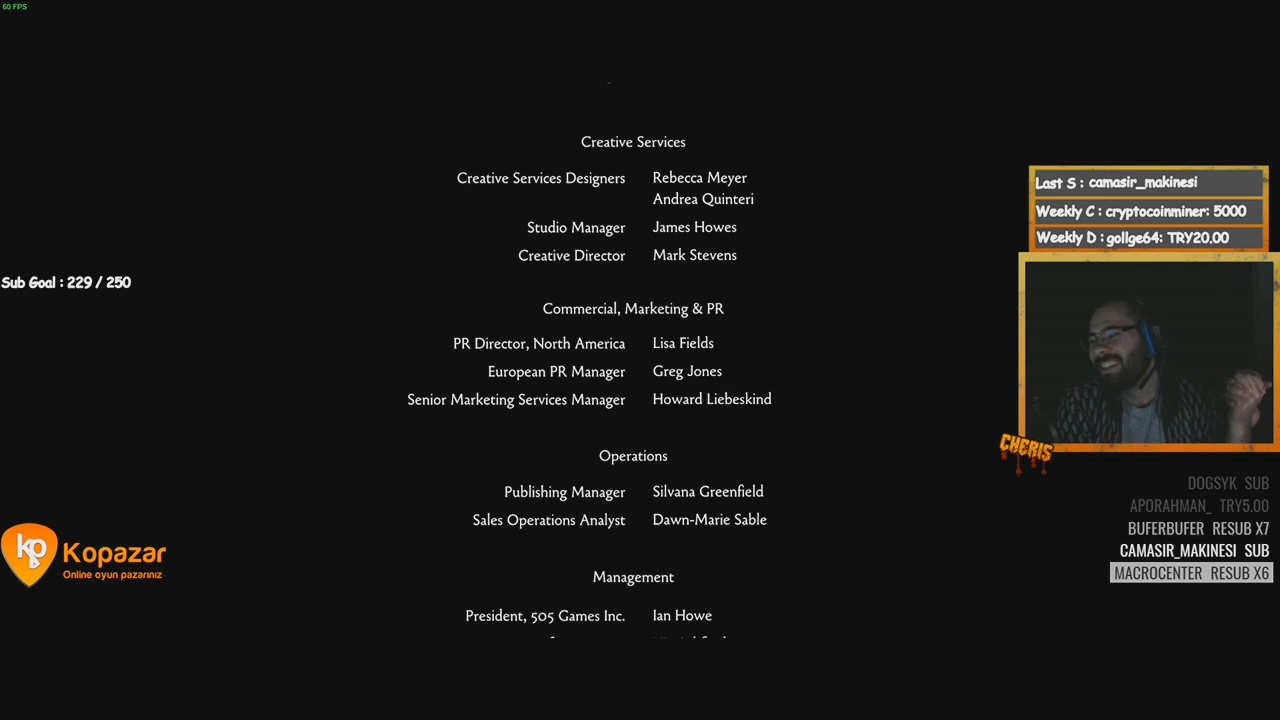 60 FPS
Creative Services
Creative Services Designers Rebecca Meyer
Andrea Quinteri
Studio Manager James Howes
Creative Director Mark Stevens
Commercial, Marketing & PR
PR Director, North America Lisa Fields
European PR Manager Greg Jones
Senior Marketing Services Manager Howard Liebeskind
Operations
Publishing Manager Silvana Greenfield
Sales Operations Analyst Dawn-Marie Sable
Management
President, 505 Games Inc. Ian Howe
Sub Goal : 229 / 250
kp Kopazar
Online oyun pazarınız
Last S : camasir_makinesi
Weekly C : cryptocoinminer: 5000
Weekly D : gollge64: TRY20.00
CHERIS
DOGSYK SUB
APORAHMAN_ TRY5.00
BUFERBUFER RESUB X7
CAMASIR_MAKINESI SUB
MACROCENTER RESUB X6